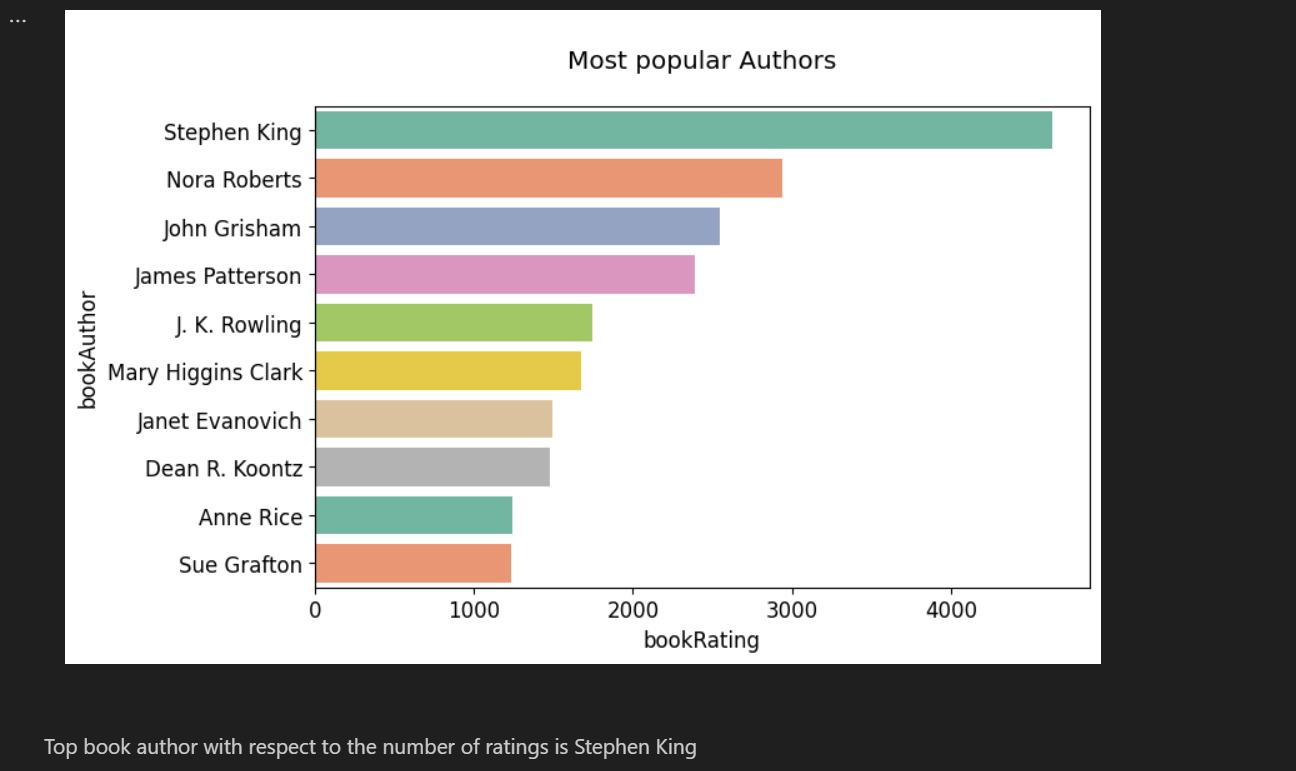 ...
Most popular Authors
Stephen King
Nora Roberts
John Grisham
James Patterson
J. K. Rowling
Mary Higgins Clark
Janet Evanovich
Dean R. Koontz
Anne Rice
Sue Grafton
bookAuthor
0 1000 2000 3000 4000
bookRating
Top book author with respect to the number of ratings is Stephen King